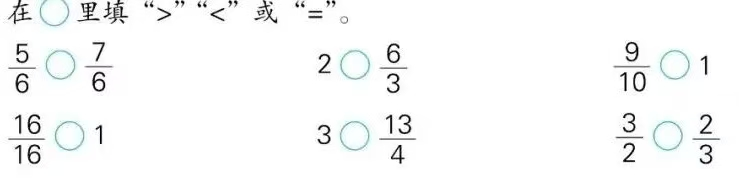 在○里填“>”“<”或“=”。
5/6 ○ 7/6 2 ○ 6/3 9/10 ○ 1
16/16 ○ 1 3 ○ 13/4 3/2 ○ 2/3